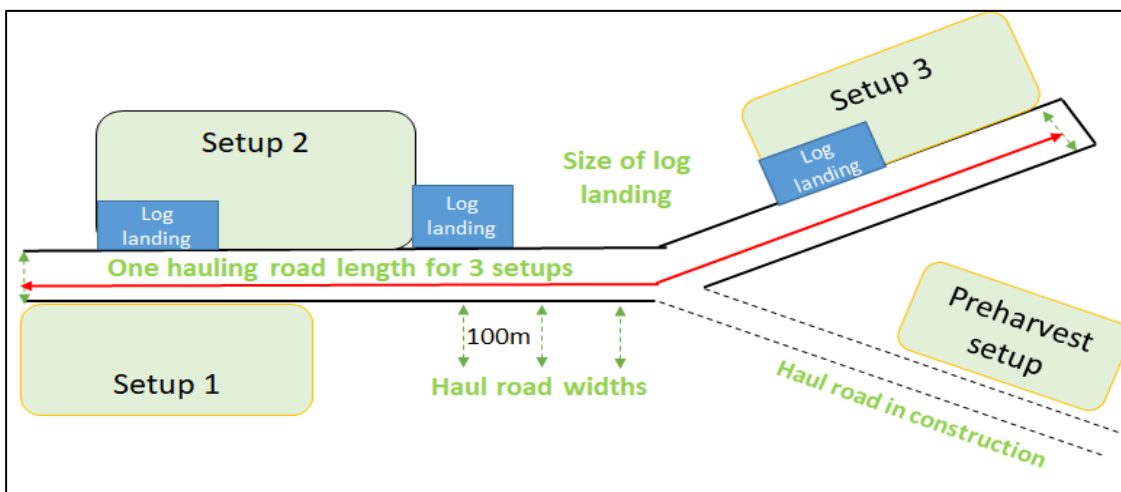 Setup 2
Log
landing
Log
landing
Size of log
landing
Setup 3
Log
landing
One hauling road length for 3 setups
Setup 1
100m
Haul road widths
Preharvest
setup
Haul road in construction